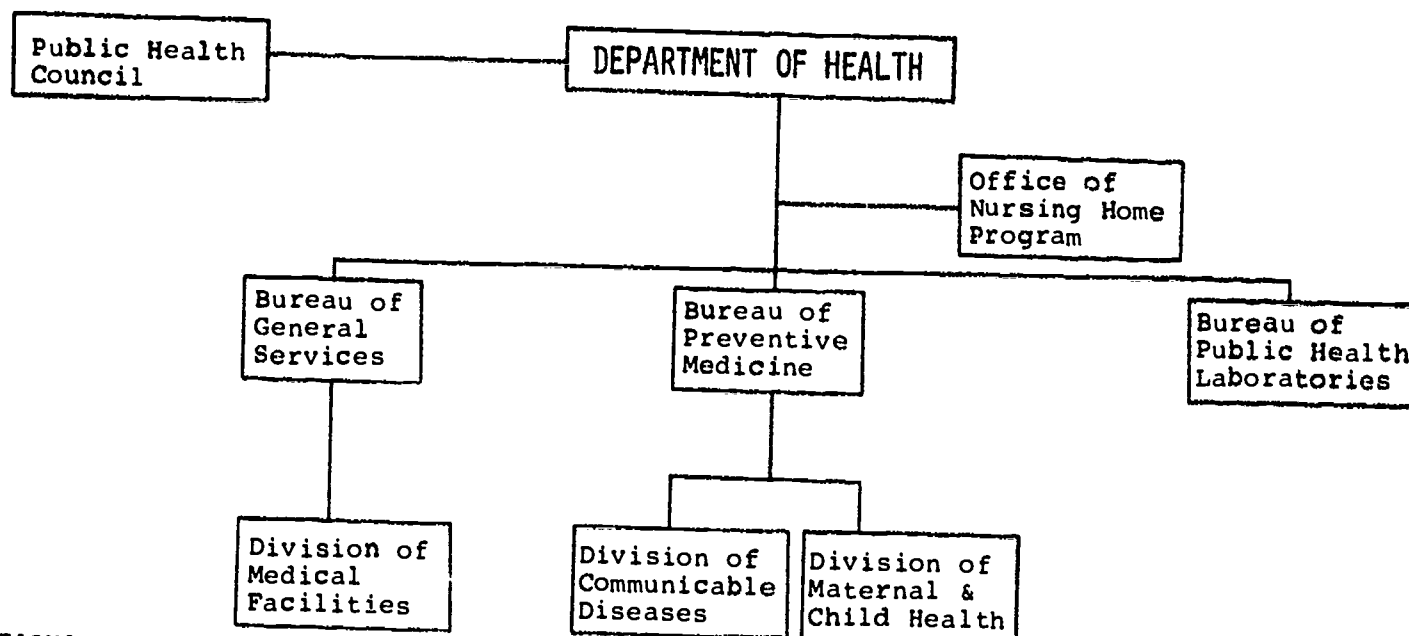 Public Health
Council
DEPARTMENT OF HEALTH
Office of
Nursing Home
Program
Bureau of
General
Services
Bureau of
Preventive
Medicine
Bureau of
Public Health
Laboratories
Division of
Medical
Facilities
Division of
Communicable
Diseases
Division of
Maternal &
Child Health